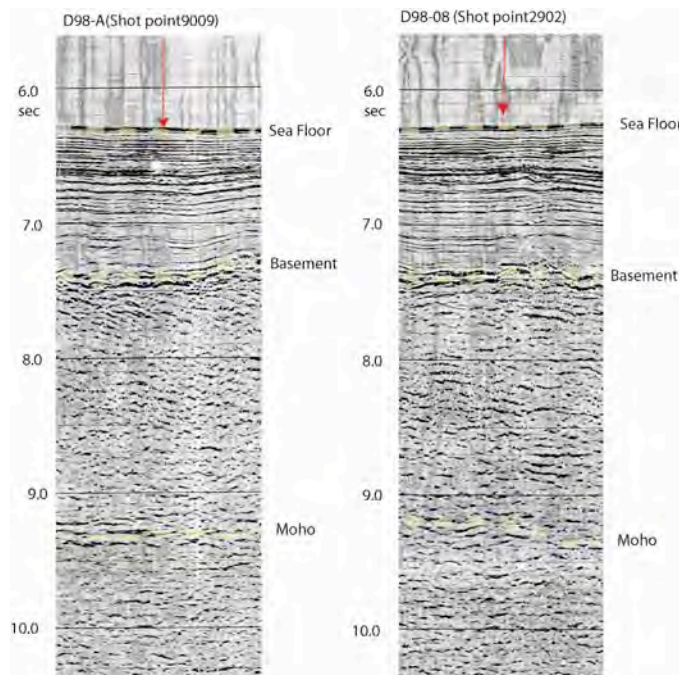 D98-A(Shot point9009)
6.0
sec
Sea Floor
7.0
Basement
8.0
9.0
Moho
10.0
D98-08 (Shot point2902)
6.0
sec
Sea Floor
7.0
Basement
8.0
9.0
Moho
10.0